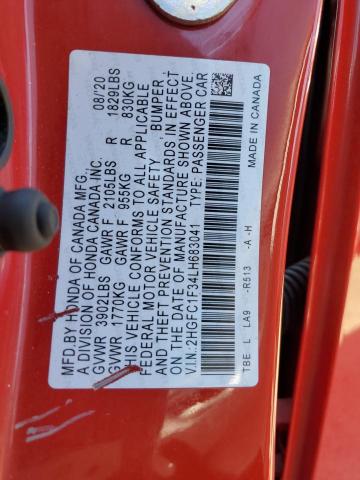 MFD. BY HONDA OF CANADA MFG.
A DIVISION OF HONDA CANADA INC. 08/20
GVWR 3902LBS GAWR F 2105LBS R 1829LBS
GVWR 1770KG GAWR F 955KG R 830KG
THIS VEHICLE CONFORMS TO ALL APPLICABLE
FEDERAL MOTOR VEHICLE SAFETY BUMPER,
AND THEFT PREVENTION STANDARDS IN EFFECT
ON THE DATE OF MANUFACTURE SHOWN ABOVE.
V.I.N.: 2HGFC1F34LH683041 TYPE: PASSENGER CAR
TBE L LA9 -R513 -A -H MADE IN CANADA